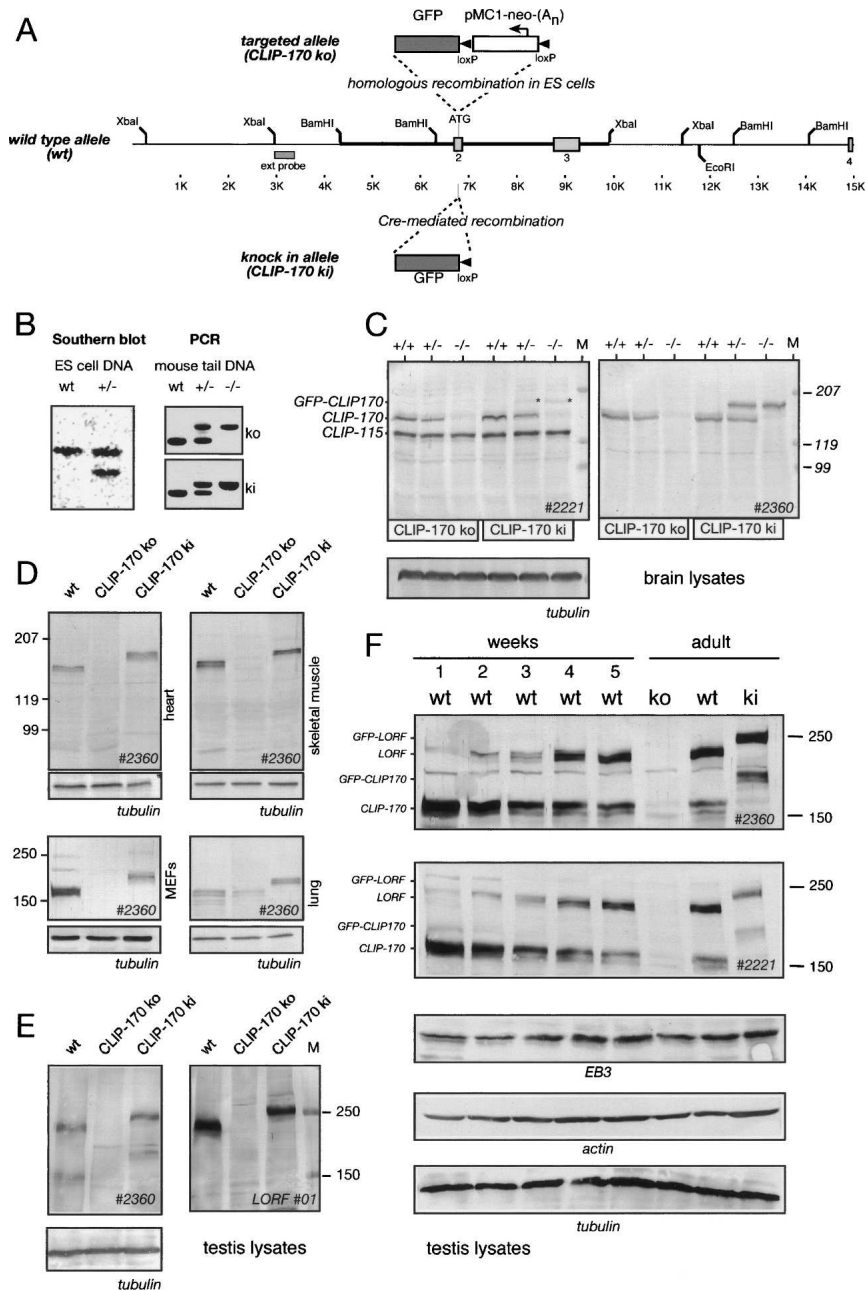 A
GFP pMC1-neo-(An)
targeted allele
(CLIP-170 ko)
loxP loxP
homologous recombination in ES cells
ATG
XbaI XbaI BamHI BamHI XbaI XbaI BamHI BamHI
wild type allele
(wt)
ext probe 2 3 EcoRI 4
1K 2K 3K 4K 5K 6K 7K 8K 9K 10K 11K 12K 13K 14K 15K
Cre-mediated recombination
knock in allele
(CLIP-170 ki)
GFP loxP
B
Southern blot PCR
ES cell DNA mouse tail DNA
wt +/- wt +/- -/-
ko
ki
C
+/+ +/- -/- +/+ +/- -/- M +/+ +/- -/- +/+ +/- -/- M
GFP-CLIP170 * *
CLIP-170
CLIP-115
207
119
99
#2221 #2360
CLIP-170 ko CLIP-170 ki CLIP-170 ko CLIP-170 ki
tubulin
brain lysates
D
wt CLIP-170 ko CLIP-170 ki wt CLIP-170 ko CLIP-170 ki
207
119
99
#2360 heart #2360 skeletal muscle
tubulin tubulin
250
150
#2360 MEFs #2360 lung
tubulin tubulin
E
wt CLIP-170 ko CLIP-170 ki wt CLIP-170 ko CLIP-170 ki M
250
150
#2360 LORF #01
tubulin
testis lysates
F
weeks adult
1 2 3 4 5
wt wt wt wt wt ko wt ki
GFP-LORF
LORF
GFP-CLIP170
CLIP-170
250
150
#2360
GFP-LORF
LORF
GFP-CLIP170
CLIP-170
250
150
#2221
EB3
actin
tubulin
testis lysates